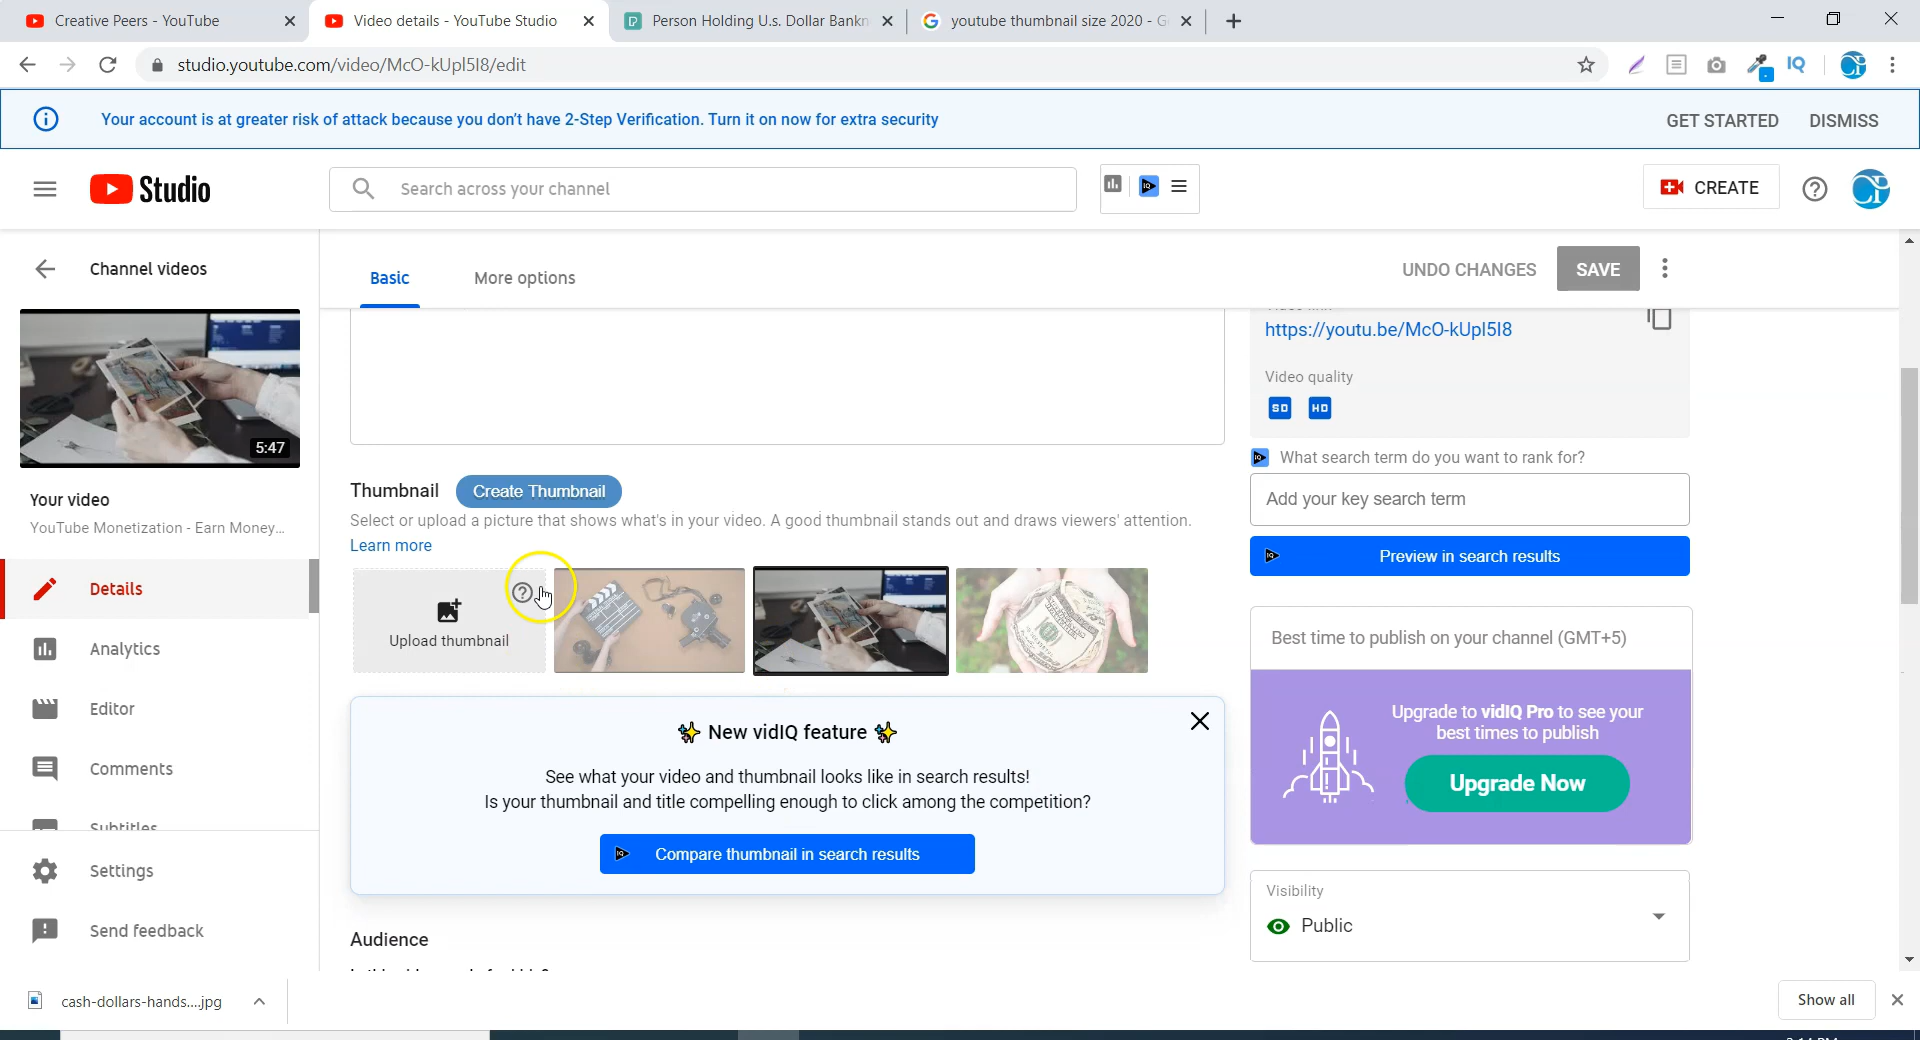 Creative Peers - YouTube
Video details - YouTube Studio
Person Holding U.s. Dollar Bankn
youtube thumbnail size 2020 - G
studio.youtube.com/video/McO-kUpl5I8/edit
IQ
Your account is at greater risk of attack because you don't have 2-Step Verification. Turn it on now for extra security
GET STARTED
DISMISS
Studio
Search across your channel
CREATE
Channel videos
Basic
More options
UNDO CHANGES
SAVE
https://youtu.be/McO-kUpl5I8
Video quality
SD HD
5:47
Your video
YouTube Monetization - Earn Money...
Details
Analytics
Editor
Comments
Subtitles
Settings
Send feedback
Thumbnail
Create Thumbnail
Select or upload a picture that shows what's in your video. A good thumbnail stands out and draws viewers' attention.
Learn more
Upload thumbnail
New vidIQ feature
See what your video and thumbnail looks like in search results!
Is your thumbnail and title compelling enough to click among the competition?
Compare thumbnail in search results
Audience
What search term do you want to rank for?
Add your key search term
Preview in search results
Best time to publish on your channel (GMT+5)
Upgrade to vidIQ Pro to see your
best times to publish
Upgrade Now
Visibility
Public
cash-dollars-hands....jpg
Show all